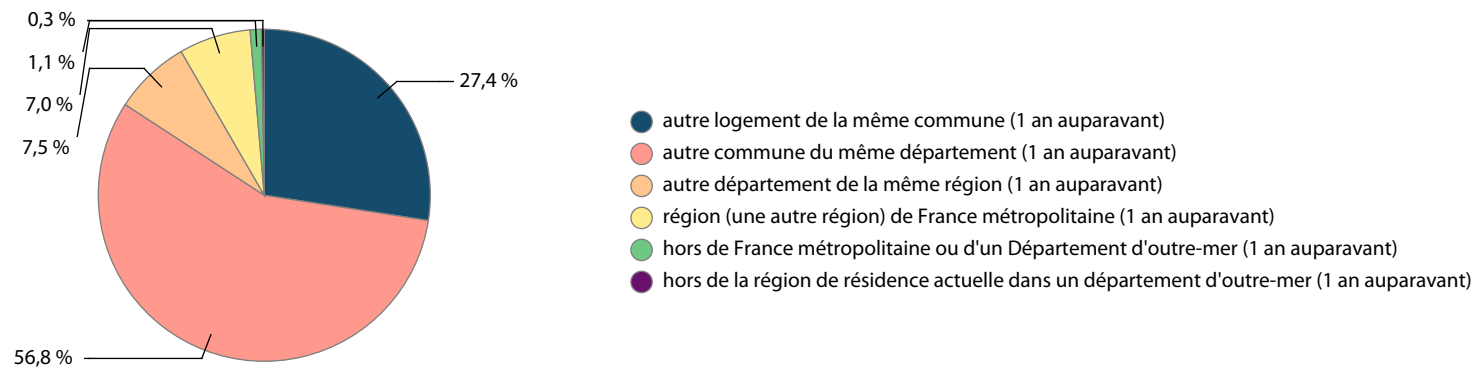 0,3 %
1,1 %
7,0 %
7,5 %
56,8 %
27,4 %
autre logement de la même commune (1 an auparavant)
autre commune du même département (1 an auparavant)
autre département de la même région (1 an auparavant)
région (une autre région) de France métropolitaine (1 an auparavant)
hors de France métropolitaine ou d'un Département d'outre-mer (1 an auparavant)
hors de la région de résidence actuelle dans un département d'outre-mer (1 an auparavant)